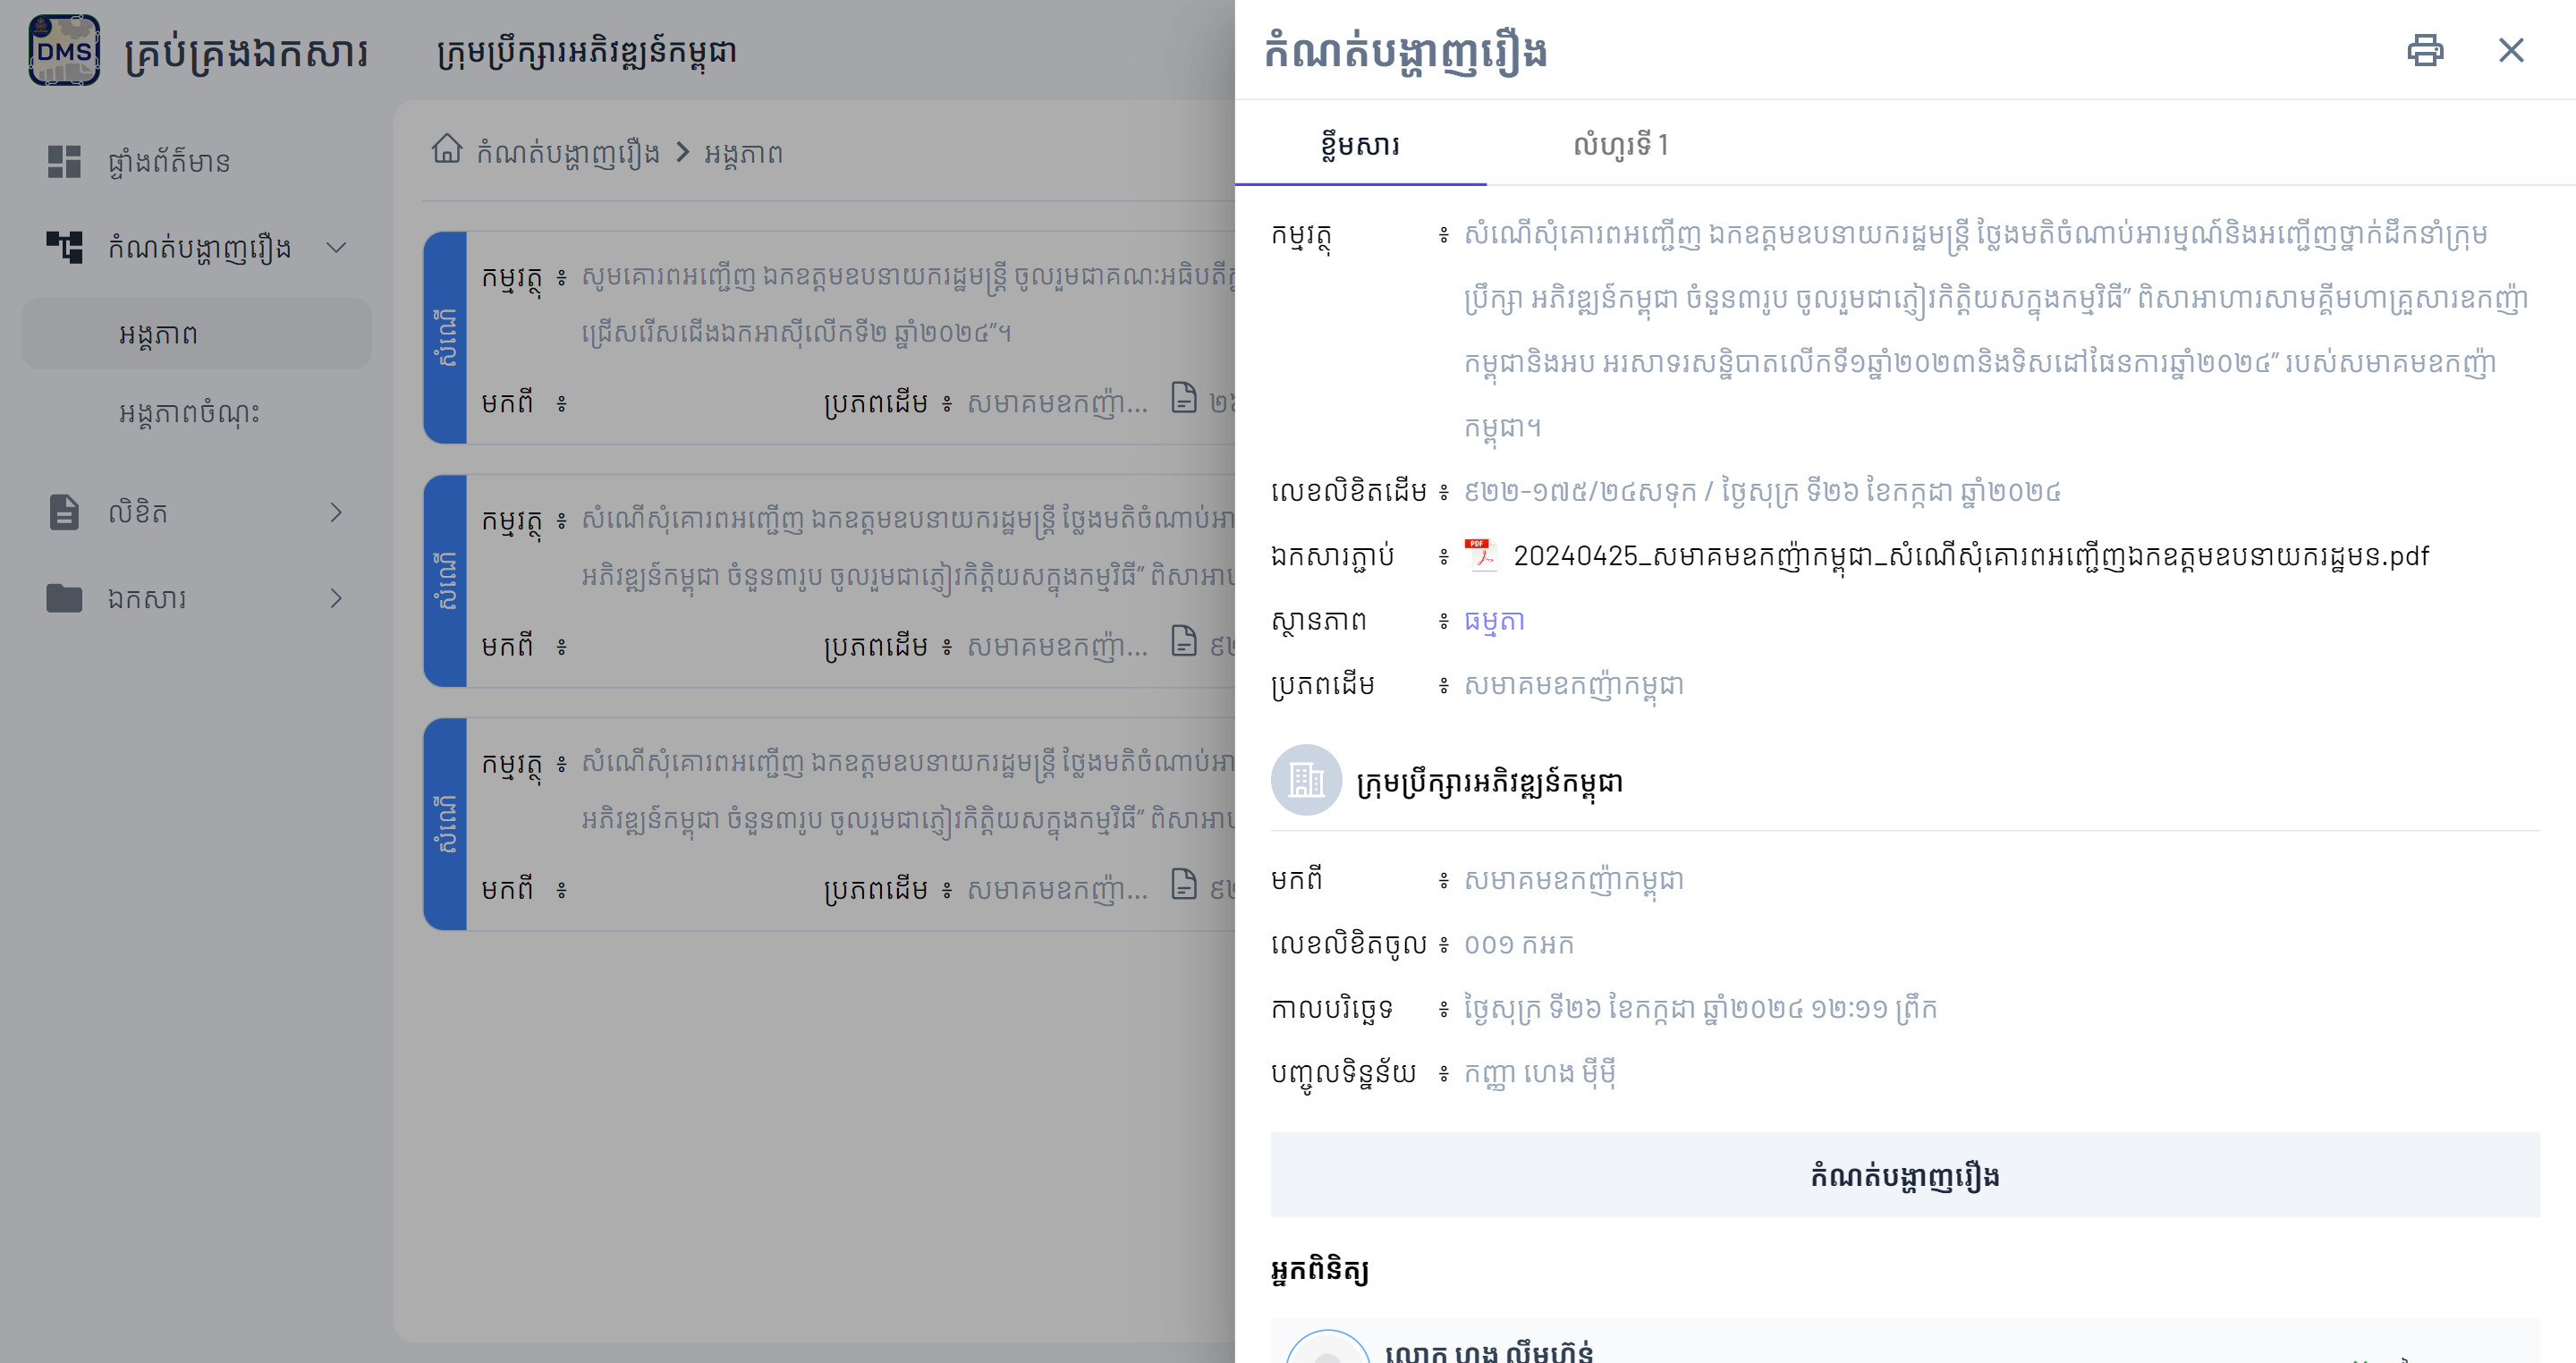 DMS
គ្រប់គ្រងឯកសារ
ក្រុមប្រឹក្សារអភិវឌ្ឍន៍កម្ពុជា
ផ្ទាំងព័ត៌មាន
កំណត់បង្ហាញរឿង
អង្គភាព
អង្គភាពចំណុះ
លិខិត
ឯកសារ
កំណត់បង្ហាញរឿង > អង្គភាព
សំណើ
កម្មវត្ថុ ៖ សូមគោរពអញ្ជើញ ឯកឧត្តមឧបនាយករដ្ឋមន្ត្រី ចូលរួមជាគណៈអធិបតី
ជ្រើសរើសជើងឯកអាស៊ីលើកទី២ ឆ្នាំ២០២៤”។
មកពី ៖ ប្រភពដើម ៖ សមាគមឧកញ៉ា... ២៦
សំណើ
កម្មវត្ថុ ៖ សំណើសុំគោរពអញ្ជើញ ឯកឧត្តមឧបនាយករដ្ឋមន្ត្រី ថ្លែងមតិចំណាប់អា
អភិវឌ្ឍន៍កម្ពុជា ចំនួន៣រូប ចូលរួមជាភ្ញៀវកិត្តិយសក្នុងកម្មវិធី” ពិសាអាហ
មកពី ៖ ប្រភពដើម ៖ សមាគមឧកញ៉ា... ៩២
សំណើ
កម្មវត្ថុ ៖ សំណើសុំគោរពអញ្ជើញ ឯកឧត្តមឧបនាយករដ្ឋមន្ត្រី ថ្លែងមតិចំណាប់អា
អភិវឌ្ឍន៍កម្ពុជា ចំនួន៣រូប ចូលរួមជាភ្ញៀវកិត្តិយសក្នុងកម្មវិធី” ពិសាអាហ
មកពី ៖ ប្រភពដើម ៖ សមាគមឧកញ៉ា... ៩២
កំណត់បង្ហាញរឿង
ខ្លឹមសារ លំហូរទី 1
កម្មវត្ថុ ៖ សំណើសុំគោរពអញ្ជើញ ឯកឧត្តមឧបនាយករដ្ឋមន្ត្រី ថ្លែងមតិចំណាប់អារម្មណ៍និងអញ្ជើញថ្នាក់ដឹកនាំក្រុម
ប្រឹក្សា អភិវឌ្ឍន៍កម្ពុជា ចំនួន៣រូប ចូលរួមជាភ្ញៀវកិត្តិយសក្នុងកម្មវិធី” ពិសាអាហារសាមគ្គីមហាគ្រួសារឧកញ៉ា
កម្ពុជានិងអប អរសាទរសន្និបាតលើកទី១ឆ្នាំ២០២៣និងទិសដៅផែនការឆ្នាំ២០២៤” របស់សមាគមឧកញ៉ា
កម្ពុជា។
លេខលិខិតដើម ៖ ៩២២-១៧៥/២៤សទុក / ថ្ងៃសុក្រ ទី២៦ ខែកក្កដា ឆ្នាំ២០២៤
ឯកសារភ្ជាប់ ៖ PDF 20240425_សមាគមឧកញ៉ាកម្ពុជា_សំណើសុំគោរពអញ្ជើញឯកឧត្តមឧបនាយករដ្ឋមន.pdf
ស្ថានភាព ៖ ធម្មតា
ប្រភពដើម ៖ សមាគមឧកញ៉ាកម្ពុជា
ក្រុមប្រឹក្សារអភិវឌ្ឍន៍កម្ពុជា
មកពី ៖ សមាគមឧកញ៉ាកម្ពុជា
លេខលិខិតចូល ៖ ០០១ កអក
កាលបរិច្ឆេទ ៖ ថ្ងៃសុក្រ ទី២៦ ខែកក្កដា ឆ្នាំ២០២៤ ១២:១១ ព្រឹក
បញ្ចូលទិន្នន័យ ៖ កញ្ញា ហេង ម៉ីម៉ី
កំណត់បង្ហាញរឿង
អ្នកពិនិត្យ
លោក ហុង លឹមហ៊ុន់